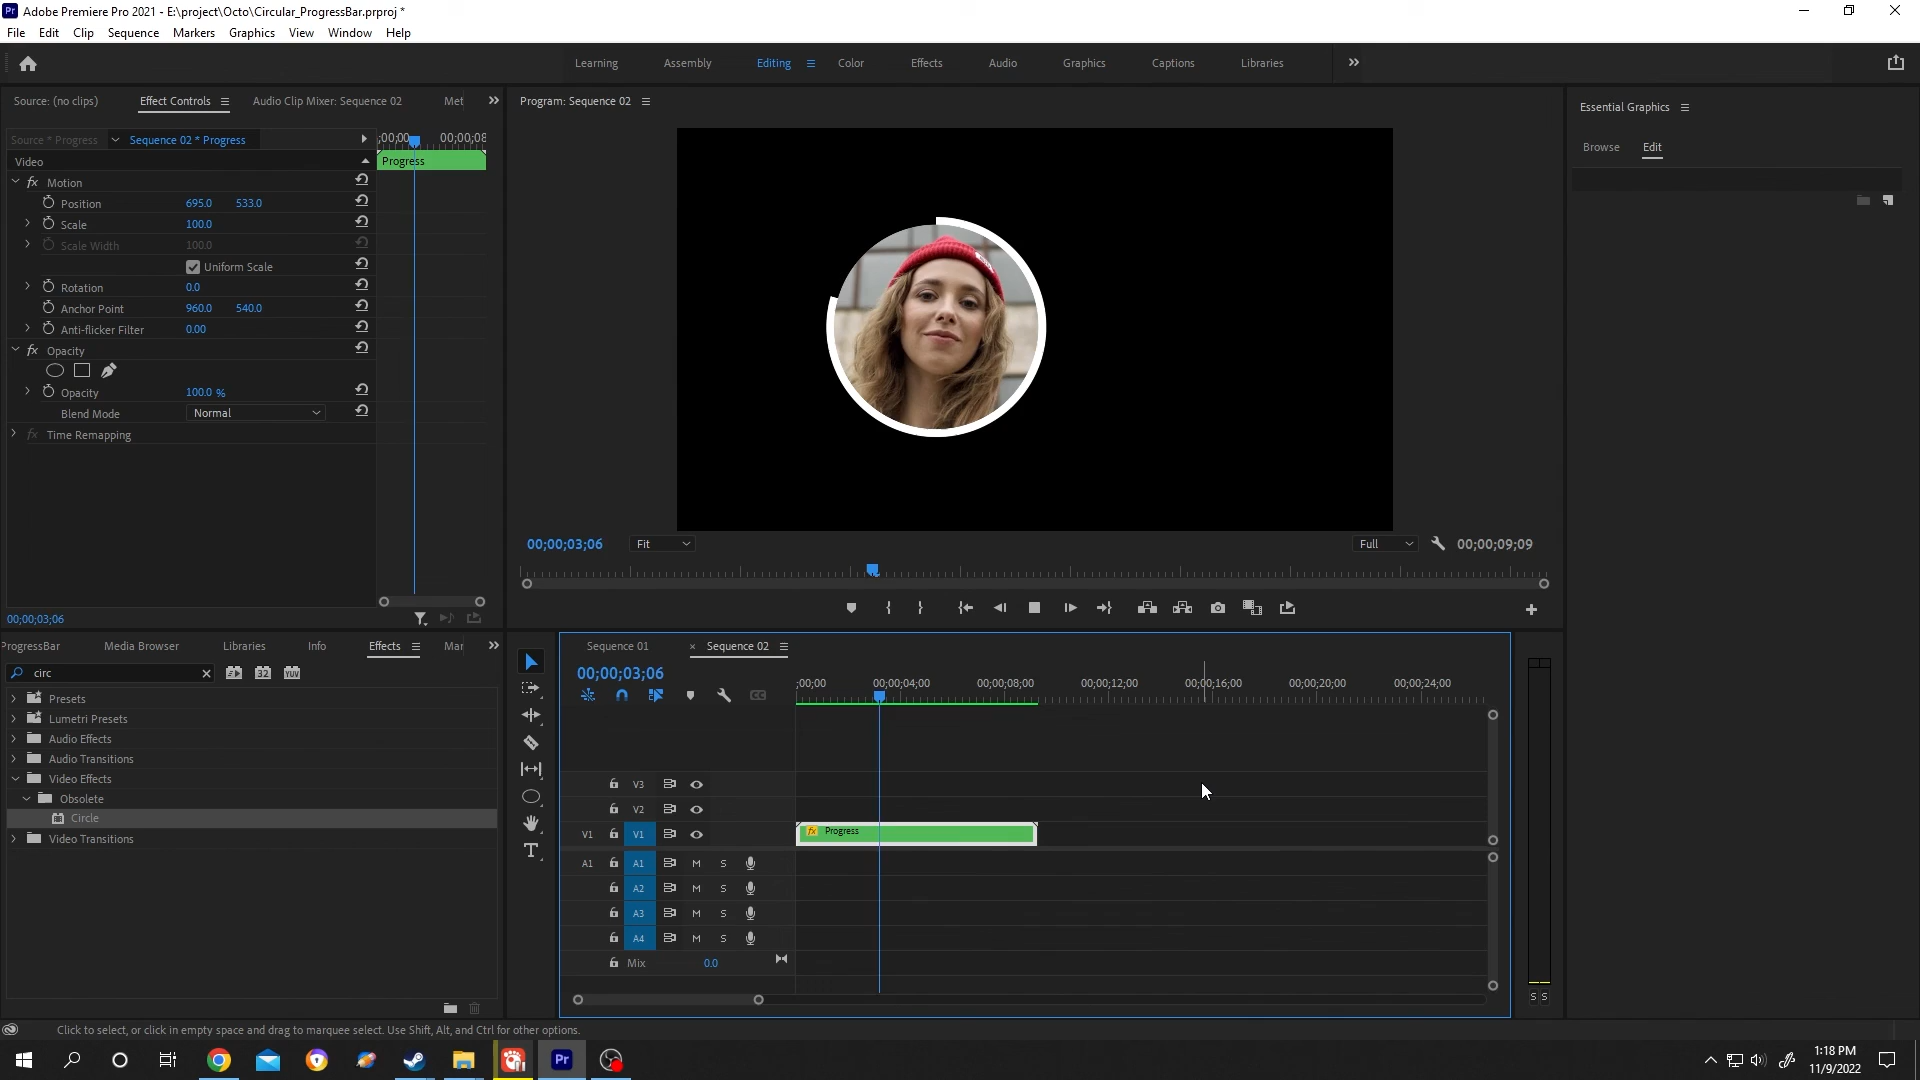 Pr Adobe Premiere Pro 2021 - E:\project\Octo\Circular_ProgressBar.prproj *
File Edit Clip Sequence Markers Graphics View Window Help
Learning Assembly Editing Color Effects Audio Graphics Captions Libraries
Source: (no clips) Effect Controls Audio Clip Mixer: Sequence 02 Met
Program: Sequence 02
Essential Graphics
Browse Edit
Source * Progress Sequence 02 * Progress ;00;00 00;00;08
Video Progress
fx Motion
Position 695.0 533.0
Scale 100.0
Scale Width 100.0
Uniform Scale
Rotation 0.0
Anchor Point 960.0 540.0
Anti-flicker Filter 0.00
fx Opacity
Opacity 100.0 %
Blend Mode Normal
fx Time Remapping
00;00;03;06
00;00;03;06 Fit Full 00;00;09;09
ProgressBar Media Browser Libraries Info Effects Mar
circ 32 YUV
Presets
Lumetri Presets
Audio Effects
Audio Transitions
Video Effects
Obsolete
Circle
Video Transitions
Sequence 01 × Sequence 02
00;00;03;06
;00;00 00;00;04;00 00;00;08;00 00;00;12;00 00;00;16;00 00;00;20;00 00;00;24;00
CC
V3
V2
V1 V1 fx Progress
A1 A1 M S
A2 M S
A3 M S
A4 M S
Mix 0.0
T
S S
Click to select, or click in empty space and drag to marquee select. Use Shift, Alt, and Ctrl for other options.
Pr
1:18 PM
11/9/2022